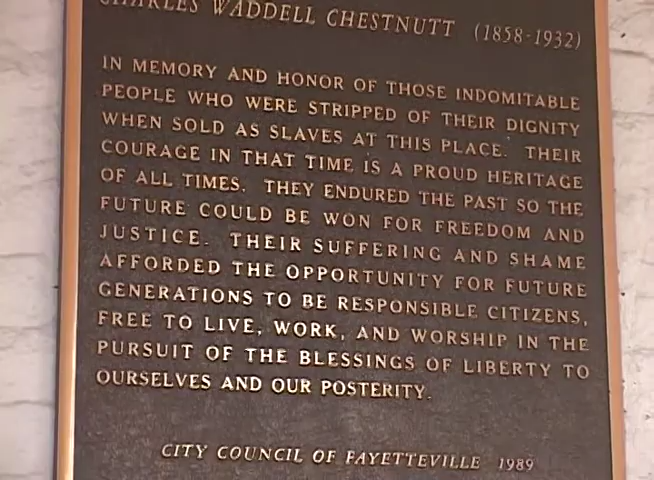 CHARLES WADDELL CHESTNUTT (1858-1932)
IN MEMORY AND HONOR OF THOSE INDOMITABLE
PEOPLE WHO WERE STRIPPED OF THEIR DIGNITY
WHEN SOLD AS SLAVES AT THIS PLACE. THEIR
COURAGE IN THAT TIME IS A PROUD HERITAGE
OF ALL TIMES. THEY ENDURED THE PAST SO THE
FUTURE COULD BE WON FOR FREEDOM AND
JUSTICE. THEIR SUFFERING AND SHAME
AFFORDED THE OPPORTUNITY FOR FUTURE
GENERATIONS TO BE RESPONSIBLE CITIZENS,
FREE TO LIVE, WORK, AND WORSHIP IN THE
PURSUIT OF THE BLESSINGS OF LIBERTY TO
OURSELVES AND OUR POSTERITY.
CITY COUNCIL OF FAYETTEVILLE 1989